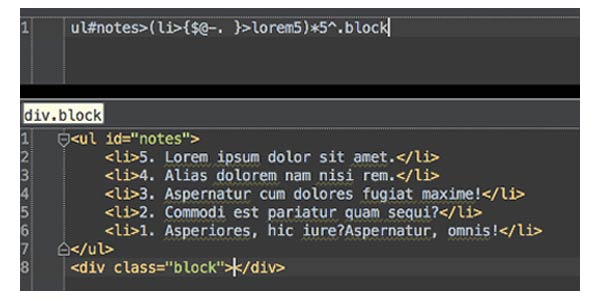 1 ul#notes>(li>{$@-. }>lorem5)*5^.block
div.block
1 <ul id="notes">
2 <li>5. Lorem ipsum dolor sit amet.</li>
3 <li>4. Alias dolorem nam nisi rem.</li>
4 <li>3. Aspernatur cum dolores fugiat maxime!</li>
5 <li>2. Commodi est pariatur quam sequi?</li>
6 <li>1. Asperiores, hic iure?Aspernatur, omnis!</li>
7 </ul>
8 <div class="block"></div>